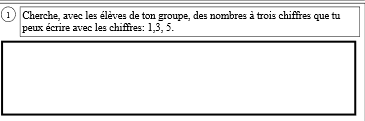 1 Cherche, avec les élèves de ton groupe, des nombres à trois chiffres que tu
peux écrire avec les chiffres: 1,3, 5.